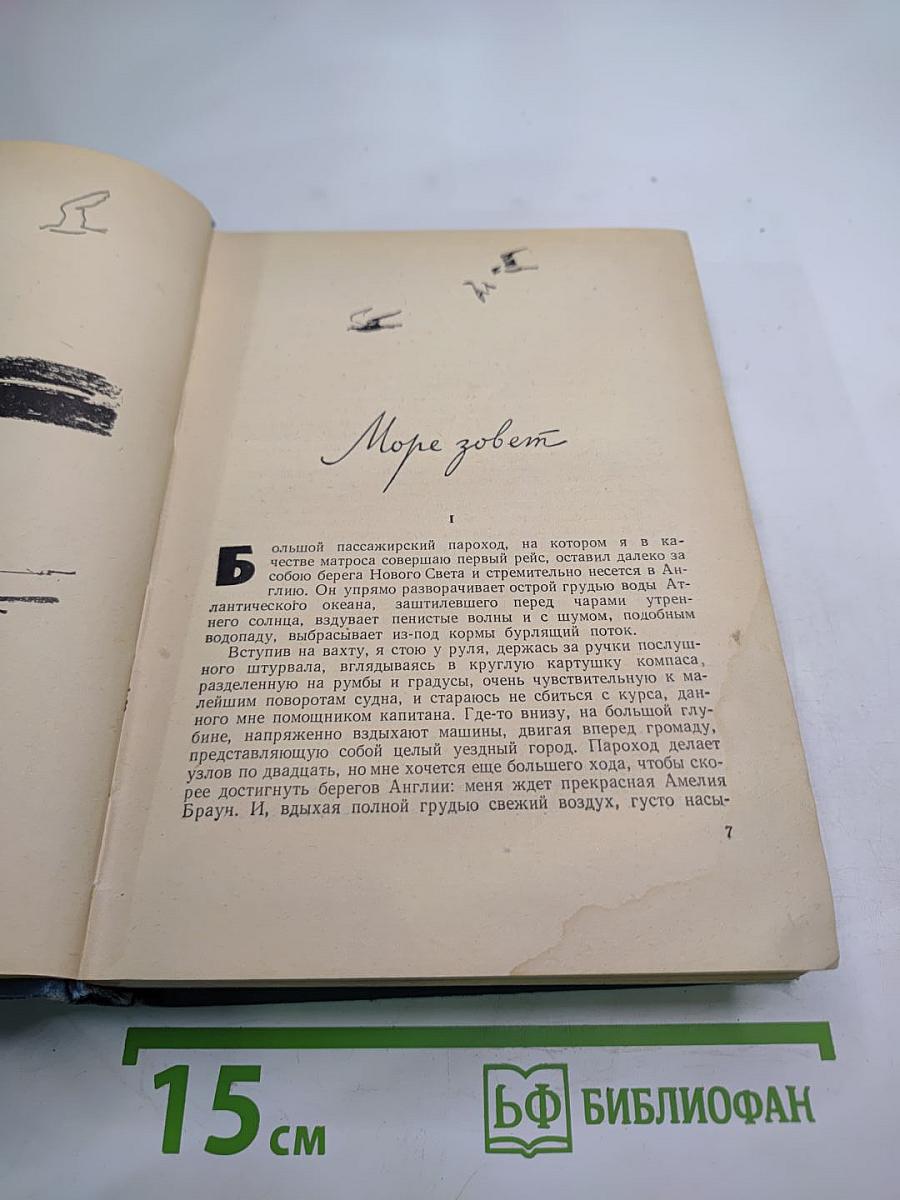 Море зовет
I
Большой пассажирский пароход, на котором я в ка-
честве матроса совершаю первый рейс, оставил далеко за
собою берега Нового Света и стремительно несется в Ан-
глию. Он упрямо разворачивает острой грудью воды Ат-
лантического океана, заштилевшего перед чарами утрен-
него солнца, вздувает пенистые волны и с шумом, подобным
водопаду, выбрасывает из-под кормы бурлящий поток.
Вступив на вахту, я стою у руля, держась за ручки послуш-
ного штурвала, вглядываясь в круглую картушку компаса,
разделенную на румбы и градусы, очень чувствительную к ма-
лейшим поворотам судна, и стараюсь не сбиться с курса, дан-
ного мне помощником капитана. Где-то внизу, на большой глу-
бине, напряженно вздыхают машины, двигая вперед громаду,
представляющую собой целый уездный город. Пароход делает
узлов по двадцать, но мне хочется еще большего хода, чтобы ско-
рее достигнуть берегов Англии: меня ждет прекрасная Амелия
Браун. И, вдыхая полной грудью свежий воздух, густо насы-
7
15 см
БФ БИБЛИОФАН